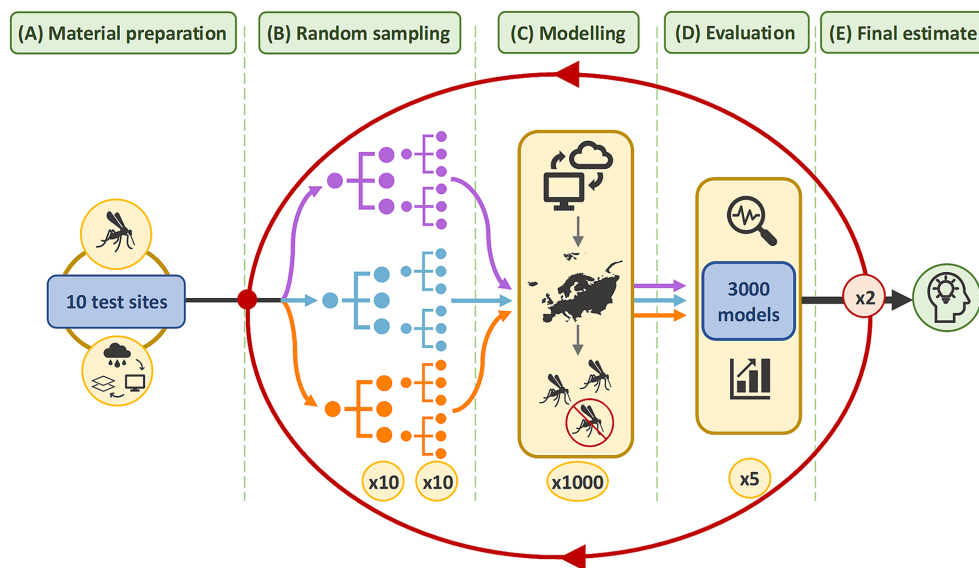 (A) Material preparation
(B) Random sampling
(C) Modelling
(D) Evaluation
(E) Final estimate
10 test sites
3000
models
x2
x10
x10
x1000
x5